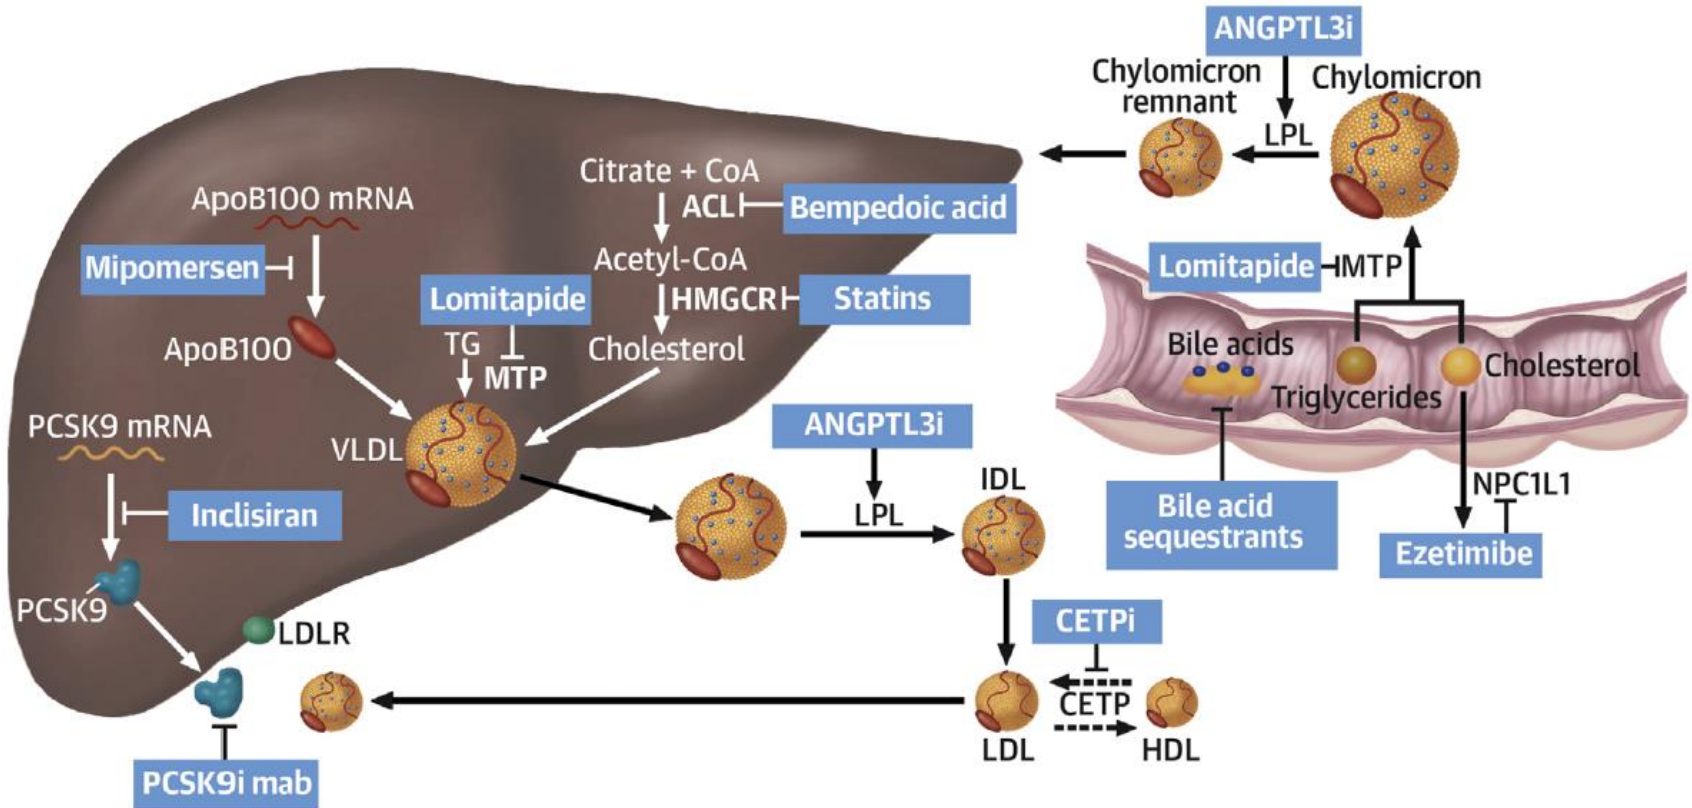 ANGPTL3i
Chylomicron
remnant
Chylomicron
LPL
Citrate + CoA
ACL
Bempedoic acid
ApoB100 mRNA
Mipomersen
Acetyl-CoA
Lomitapide
HMGCR
Statins
Lomitapide
MTP
ApoB100
TG
MTP
Cholesterol
Bile acids
Triglycerides
Cholesterol
PCSK9 mRNA
VLDL
ANGPTL3i
LPL
IDL
Inclisiran
Bile acid
sequestrants
NPC1L1
Ezetimibe
PCSK9
LDLR
CETPi
CETP
LDL
HDL
PCSK9i mab